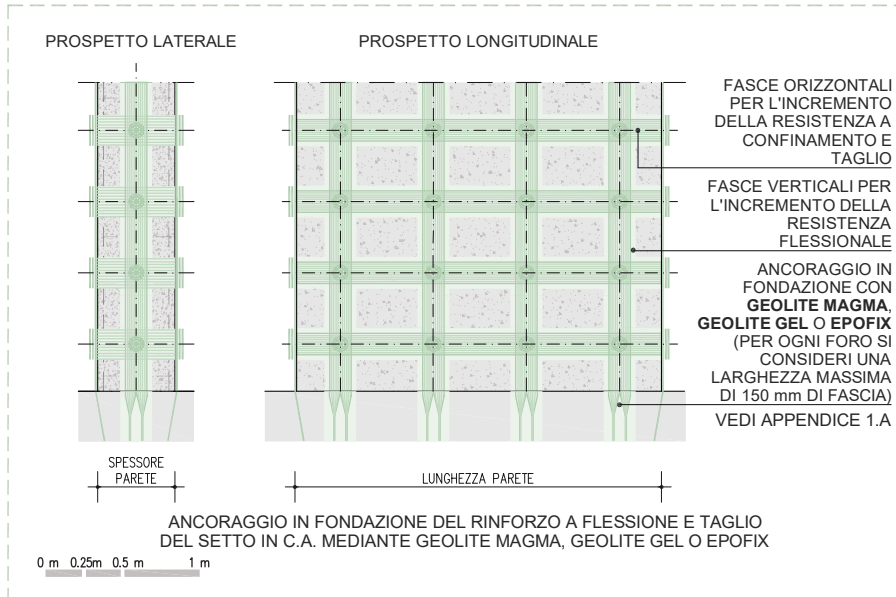 PROSPETTO LATERALE
PROSPETTO LONGITUDINALE
FASCE ORIZZONTALI
PER L'INCREMENTO
DELLA RESISTENZA A
CONFINAMENTO E
TAGLIO
FASCE VERTICALI PER
L'INCREMENTO DELLA
RESISTENZA
FLESSIONALE
ANCORAGGIO IN
FONDAZIONE CON
GEOLITE MAGMA,
GEOLITE GEL O EPOFIX
(PER OGNI FORO SI
CONSIDERI UNA
LARGHEZZA MASSIMA
DI 150 mm DI FASCIA)
VEDI APPENDICE 1.A
SPESSORE
PARETE
LUNGHEZZA PARETE
ANCORAGGIO IN FONDAZIONE DEL RINFORZO A FLESSIONE E TAGLIO
DEL SETTO IN C.A. MEDIANTE GEOLITE MAGMA, GEOLITE GEL O EPOFIX
0 m 0.25m 0.5 m 1 m